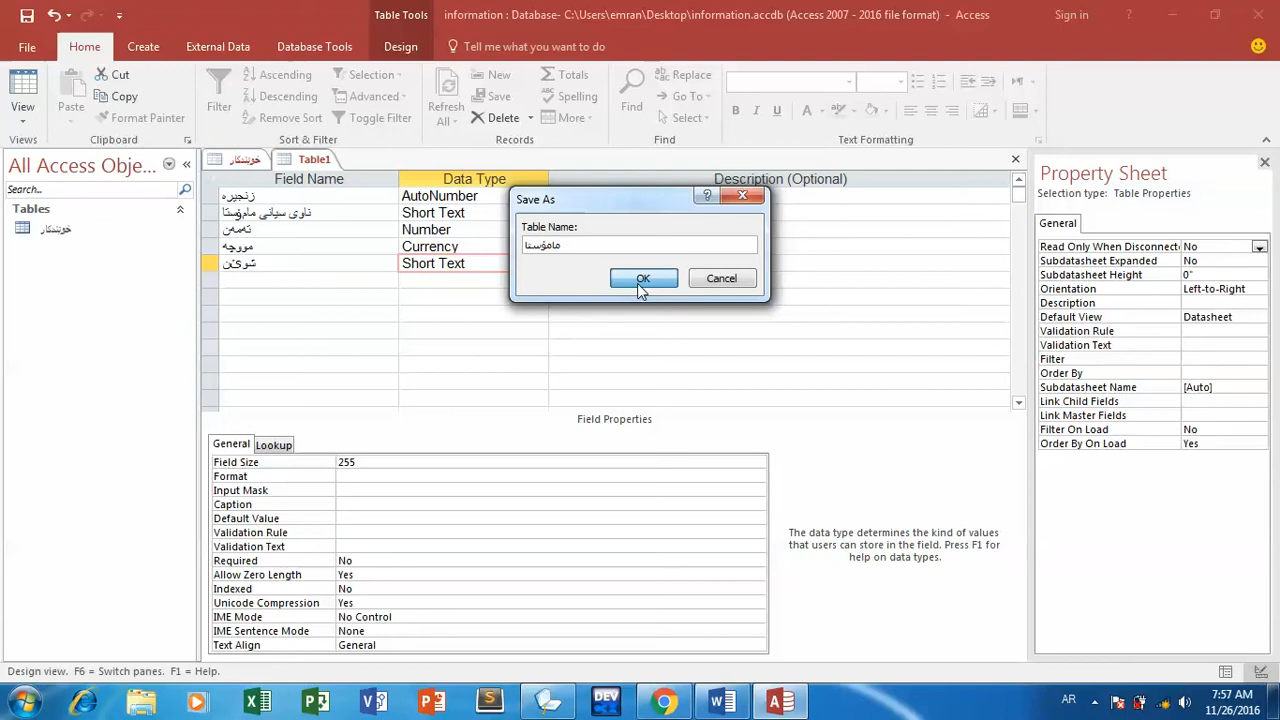 Table Tools
information : Database- C:\Users\emran\Desktop\information.accdb (Access 2007 - 2016 file format) - Access
Sign in
?
File
Home
Create
External Data
Database Tools
Design
Tell me what you want to do
View
Paste
Cut
Copy
Format Painter
Filter
Ascending
Descending
Remove Sort
Selection
Advanced
Toggle Filter
Refresh
All
New
Save
Delete
Totals
Spelling
More
Find
Replace
Go To
Select
B I U A
Views
Clipboard
Sort & Filter
Records
Find
Text Formatting
All Access Obje...
Search...
Tables
خوێندکار
خوێندکار
Table1
Field Name
Data Type
Description (Optional)
زنجیرە
AutoNumber
ناوی سیانی مامۆستا
Short Text
تەمەن
Number
مووچە
Currency
شوێن
Short Text
Save As
?
Table Name:
مامۆستا
OK
Cancel
Field Properties
General
Lookup
Field Size 255
Format
Input Mask
Caption
Default Value
Validation Rule
Validation Text
Required No
Allow Zero Length Yes
Indexed No
Unicode Compression Yes
IME Mode No Control
IME Sentence Mode None
Text Align General
The data type determines the kind of values
that users can store in the field. Press F1 for
help on data types.
Property Sheet
Selection type: Table Properties
General
Read Only When Disconnect No
Subdatasheet Expanded No
Subdatasheet Height 0"
Orientation Left-to-Right
Description
Default View Datasheet
Validation Rule
Validation Text
Filter
Order By
Subdatasheet Name [Auto]
Link Child Fields
Link Master Fields
Filter On Load No
Order By On Load Yes
Design view. F6 = Switch panes. F1 = Help.
DEV
AR
7:57 AM
11/26/2016